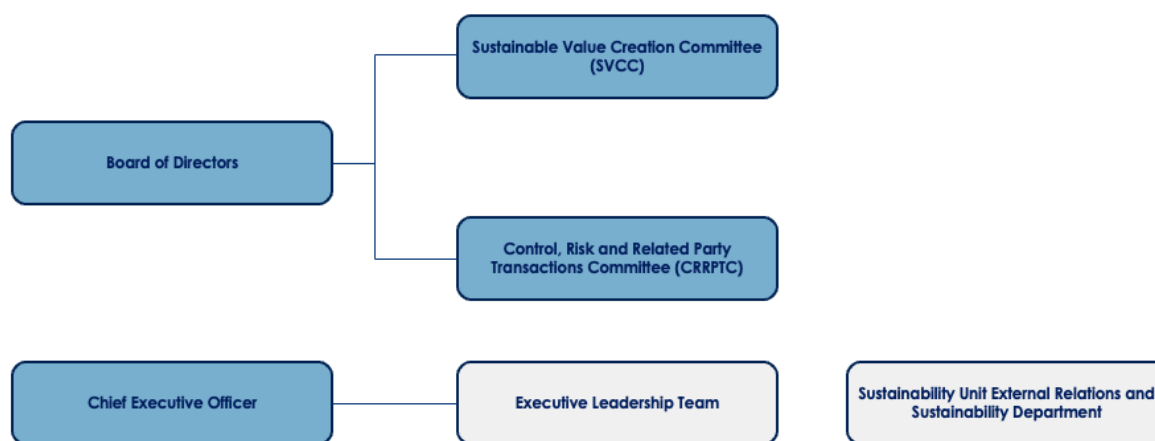 Sustainable Value Creation Committee
(SVCC)
Board of Directors
Control, Risk and Related Party
Transactions Committee (CRRPTC)
Chief Executive Officer
Executive Leadership Team
Sustainability Unit External Relations and
Sustainability Department